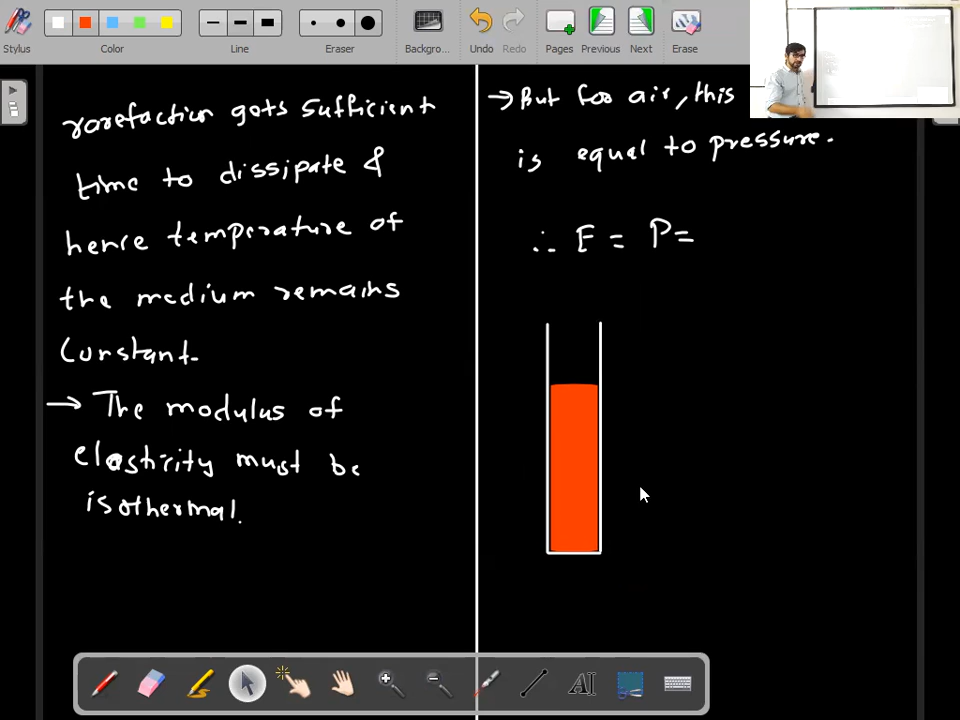 Stylus
Color
Line
Eraser
Backgro...
Undo
Redo
Pages
Previous
Next
Erase
rarefaction gets sufficient
time to dissipate &
hence temperature of
the medium remains
Constant.
→ The modulus of
elasticity must be
isothermal.
→ But for air, this
is equal to pressure.
∴ E = P=